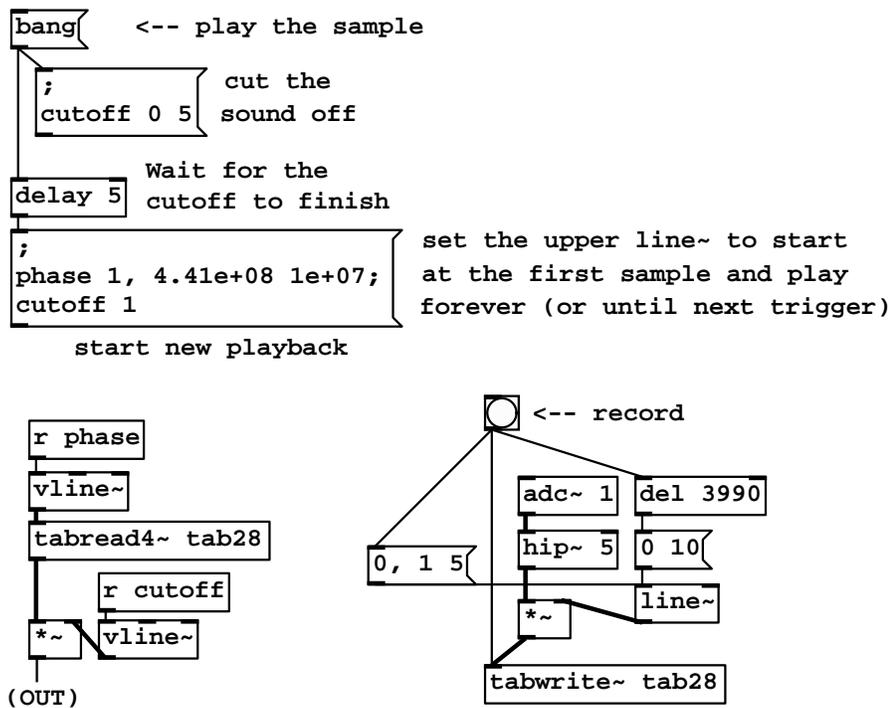 bang
<-- play the sample
;
cutoff 0 5
cut the
sound off
delay 5
Wait for the
cutoff to finish
;
phase 1, 4.41e+08 1e+07;
cutoff 1
set the upper line~ to start
at the first sample and play
forever (or until next trigger)
start new playback
r phase
vline~
tabread4~ tab28
r cutoff
*~
vline~
(OUT)
<-- record
adc~ 1
del 3990
hip~ 5
0 10
0, 1 5
line~
*~
tabwrite~ tab28